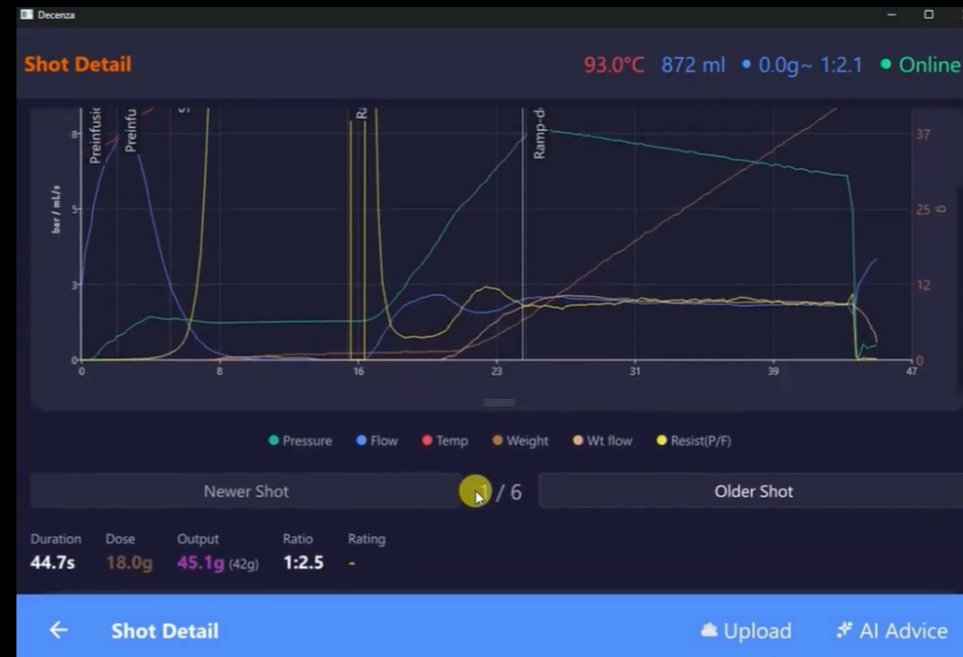 Decenza
Shot Detail
93.0°C 872 ml • 0.0g~ 1:2.1 • Online
Preinfusi
Preinfu
Ramp-d
8
5
3
0
bar / mL/s
37
25
12
0
g
0 8 16 23 31 39 47
Pressure Flow Temp Weight Wt flow Resist(P/F)
Newer Shot
/ 6
Older Shot
Duration Dose Output Ratio Rating
44.7s 18.0g 45.1g (42g) 1:2.5 -
← Shot Detail Upload AI Advice